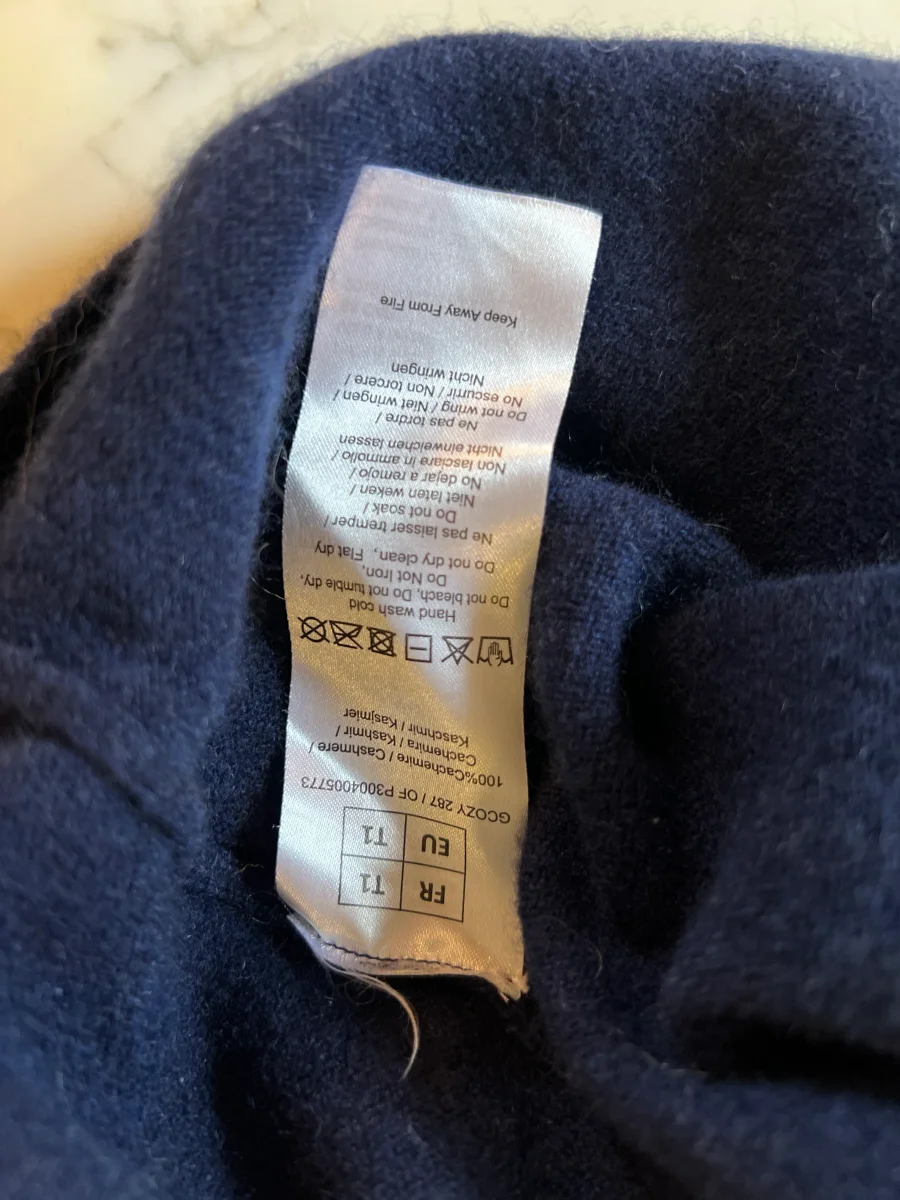 FR T1
EU T1
GCOZY 287 / OF P3004005773
100%Cachemire / Cashmere /
Cachemira / Kashmir /
Kaschmir / Kasjmier
Hand wash cold
Do not bleach, Do not tumble dry,
Do Not Iron,
Do not dry clean, Flat dry
Ne pas laisser tremper /
Do not soak /
Niet laten weken /
No dejar a remojo /
Non lasciare in ammollo /
Nicht einweichen lassen
Ne pas tordre /
Do not wring / Niet wringen /
No escurrir / Non torcere /
Nicht wringen
Keep Away From Fire